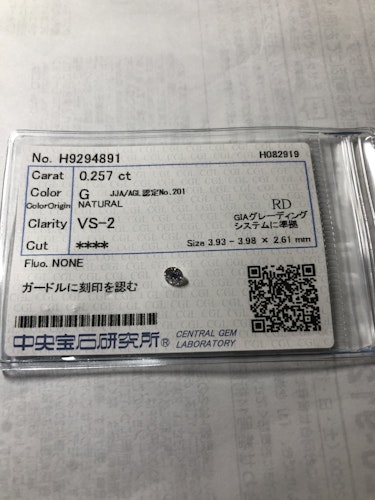 No. H9294891 H082919
Carat 0.257 ct
Color G JJA/AGL認定No.201
ColorOrigin NATURAL RD
Clarity VS-2 GIAグレーディング
システムに準拠
Cut **** Size 3.93 - 3.98 × 2.61 mm
Fluo. NONE
ガードルに刻印を認む
中央宝石研究所® CENTRAL GEM
LABORATORY